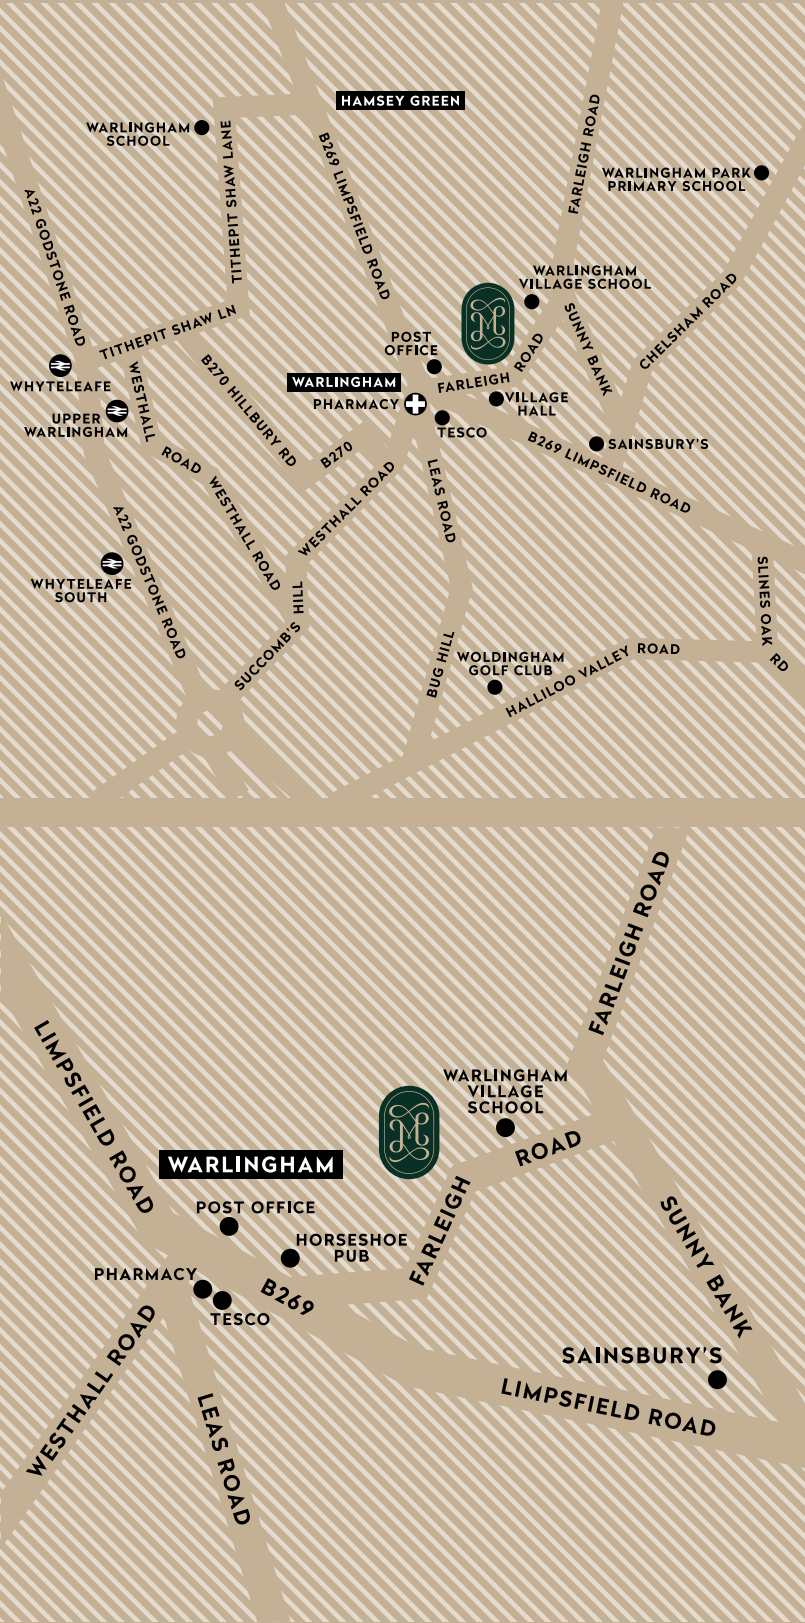 HAMSEY GREEN
WARLINGHAM
SCHOOL
TITHEPIT SHAW LANE
B269 LIMPSFIELD ROAD
FARLEIGH ROAD
WARLINGHAM PARK
PRIMARY SCHOOL
A22 GODSTONE ROAD
WARLINGHAM
VILLAGE SCHOOL
CHELSHAM ROAD
TITHEPIT SHAW LN
SUNNY BANK
M
POST
OFFICE
WHYTELEAFE
WARLINGHAM
FARLEIGH
ROAD
PHARMACY
VILLAGE
HALL
UPPER
WARLINGHAM
WESTHALL
ROAD
B270 HILLBURY RD
B270
TESCO
SAINSBURY'S
B269 LIMPSFIELD ROAD
WESTHALL ROAD
WESTHALL ROAD
LEAS ROAD
A22 GODSTONE ROAD
WHYTELEAFE
SOUTH
HILL
SUCCOMB'S
BUG HILL
WOLDINGHAM
GOLF CLUB
HALLILOO VALLEY ROAD
SLINES OAK
RD
FARLEIGH ROAD
LIMPSFIELD ROAD
WARLINGHAM
VILLAGE
SCHOOL
M
ROAD
WARLINGHAM
FARLEIGH
POST OFFICE
HORSESHOE
PUB
SUNNY BANK
PHARMACY
B269
TESCO
SAINSBURY'S
WESTHALL ROAD
LEAS ROAD
LIMPSFIELD ROAD